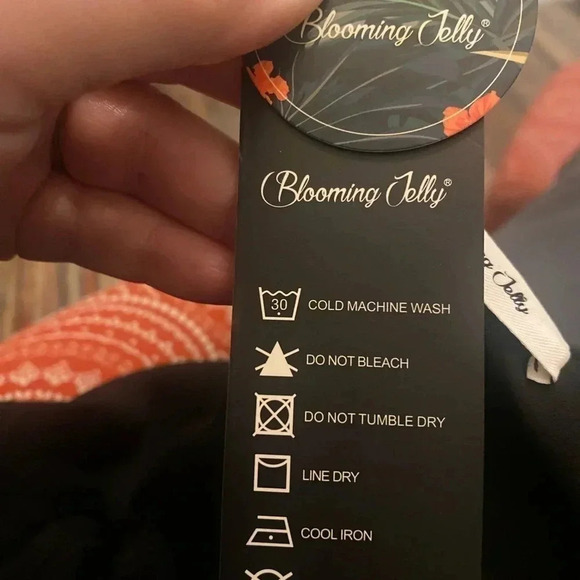 Blooming Jelly®
Blooming Jelly®
30 COLD MACHINE WASH
DO NOT BLEACH
DO NOT TUMBLE DRY
LINE DRY
COOL IRON
Jelly